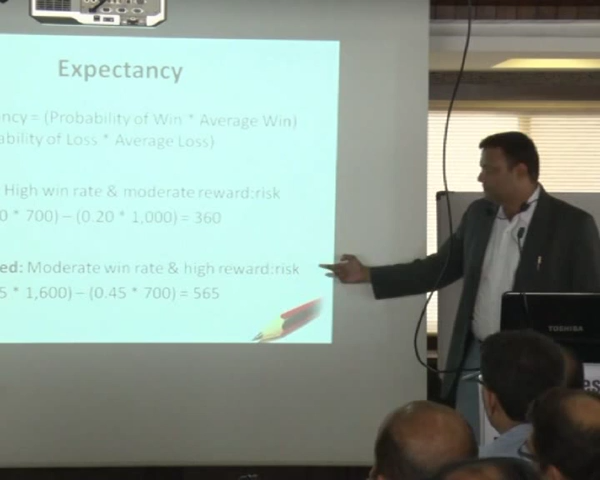 Expectancy
ncy = (Probability of Win * Average Win)
ability of Loss * Average Loss)
High win rate & moderate reward:risk
0 * 700) – (0.20 * 1,000) = 360
ed: Moderate win rate & high reward:risk
5 * 1,600) – (0.45 * 700) = 565
TOSHIBA
es